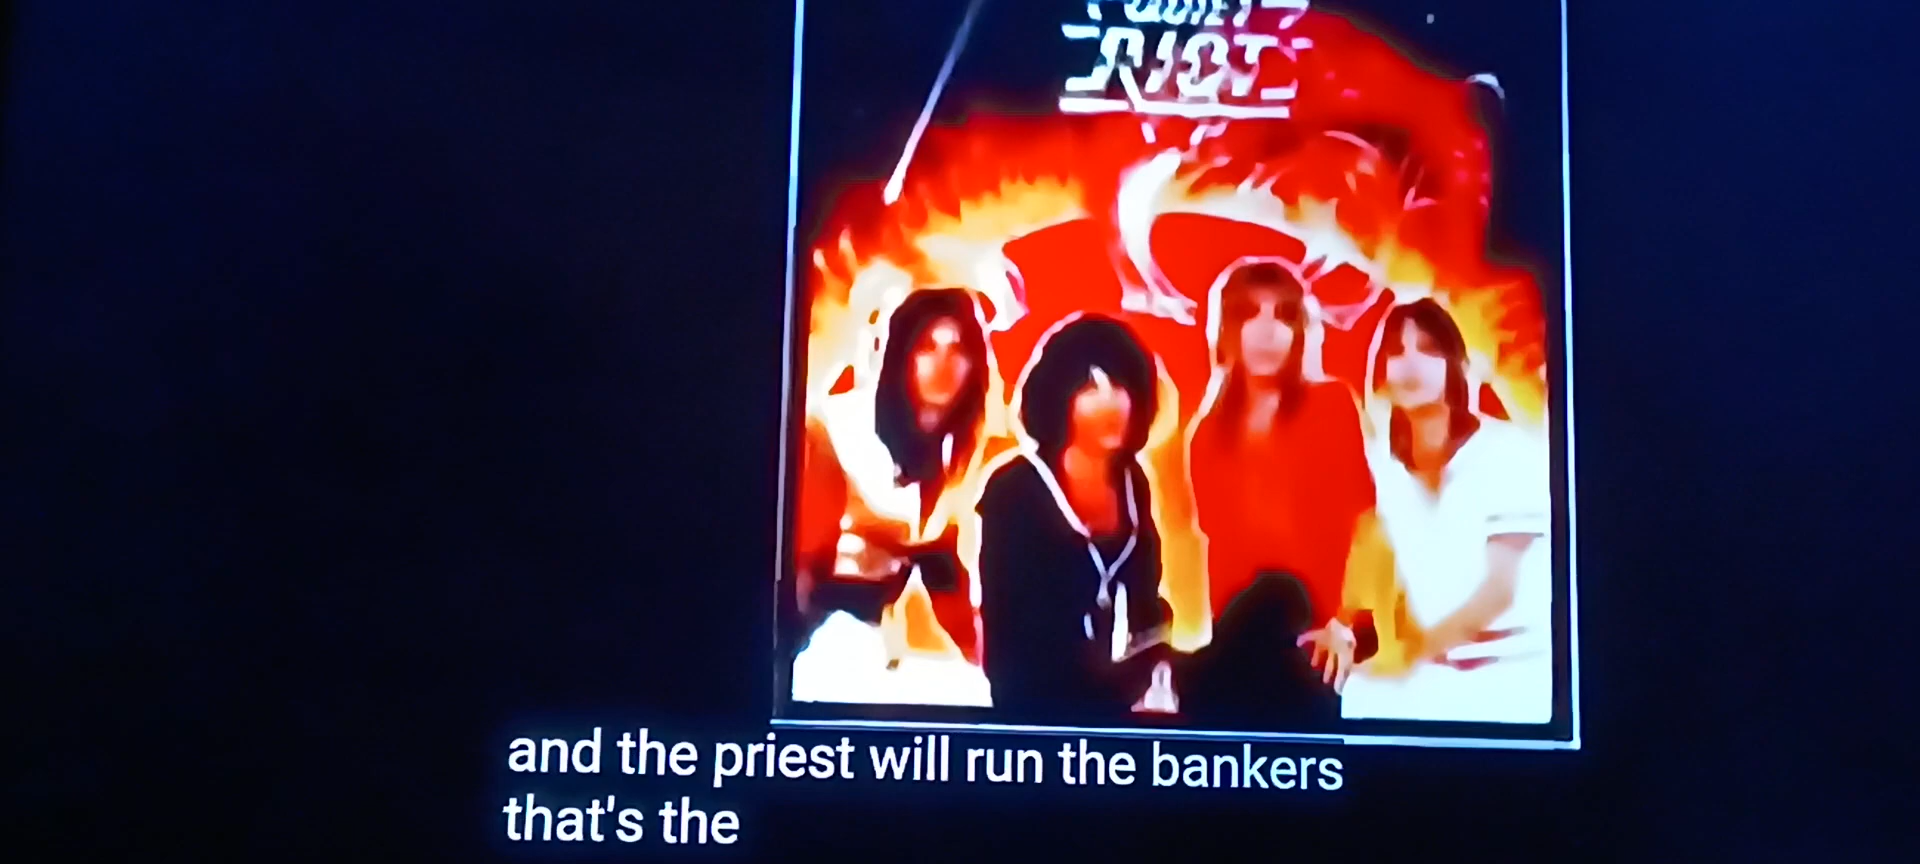 RIOT
and the priest will run the bankers
that's the